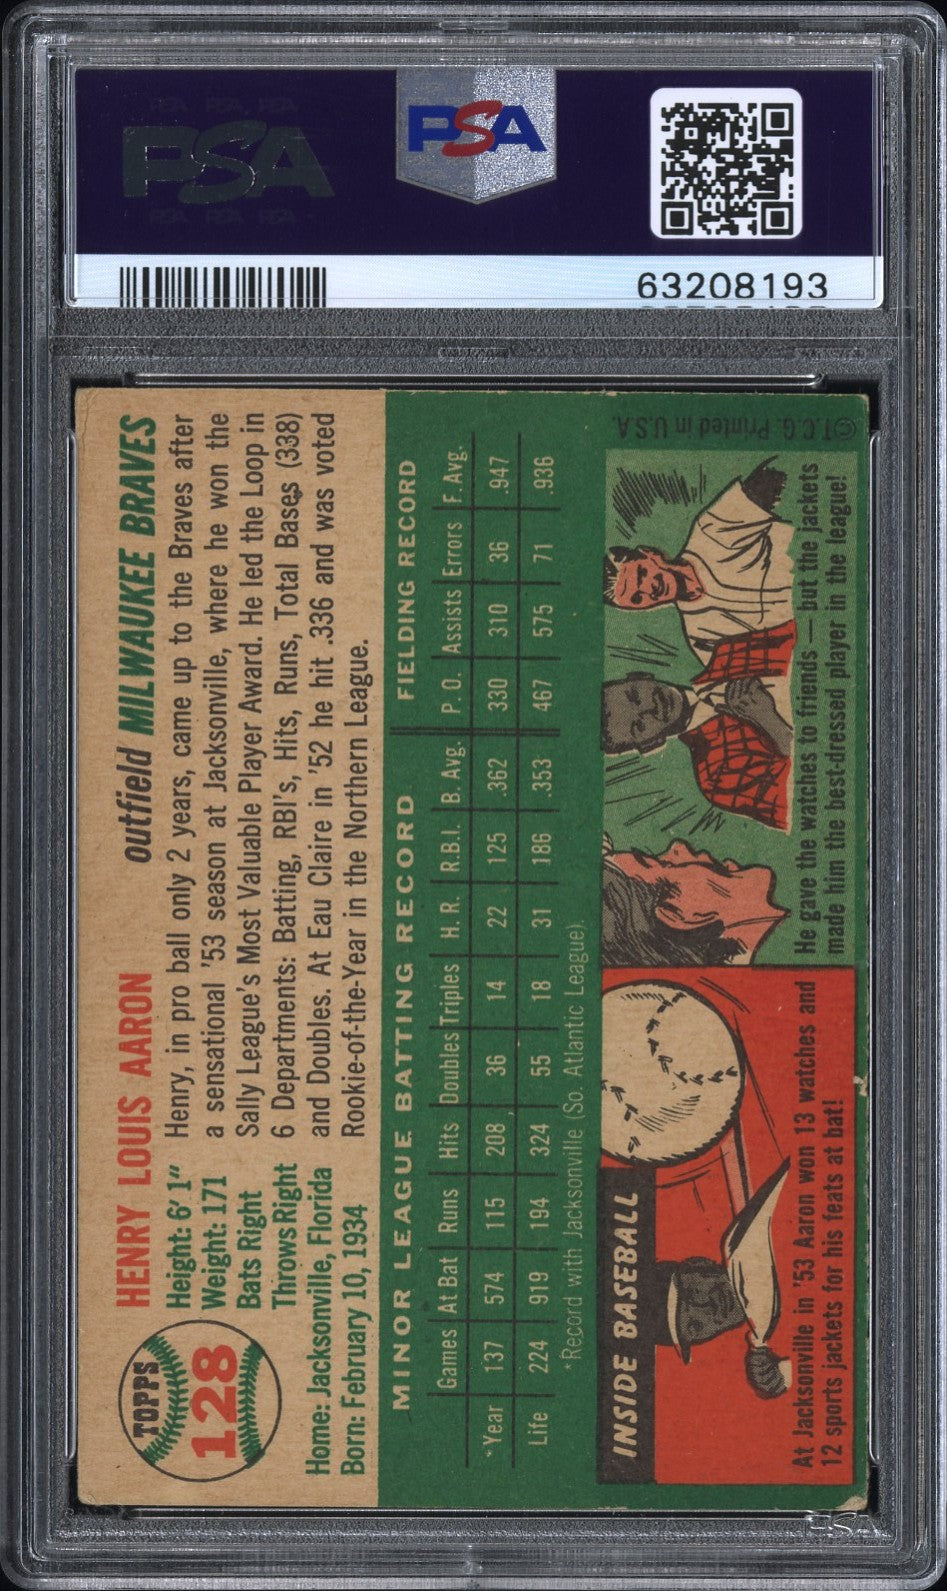 PSA
PSA
63208193
TOPPS
128
HENRY LOUIS AARON
outfield MILWAUKEE BRAVES
Height: 6' 1"
Weight: 171
Bats Right
Throws Right
Home: Jacksonville, Florida
Born: February 10, 1934
Henry, in pro ball only 2 years, came up to the Braves after
a sensational '53 season at Jacksonville, where he won the
Sally League's Most Valuable Player Award. He led the Loop in
6 Departments: Batting, RBI's, Hits, Runs, Total Bases (338)
and Doubles. At Eau Claire in '52 he hit .336 and was voted
Rookie-of-the-Year in the Northern League.
MINOR LEAGUE BATTING RECORD FIELDING RECORD
Games At Bat Runs Hits Doubles Triples H. R. R.B.I. B. Avg. P. O. Assists Errors F. Avg.
*Year 137 574 115 208 36 14 22 125 .362 330 310 36 .947
Life 224 919 194 324 55 18 31 186 .353 467 575 71 .936
*Record with Jacksonville (So. Atlantic League).
INSIDE BASEBALL
At Jacksonville in '53 Aaron won 13 watches and
12 sports jackets for his feats at bat!
He gave the watches to friends — but the jackets
made him the best-dressed player in the league!
©T.C.G. Printed in U.S.A.
PSA